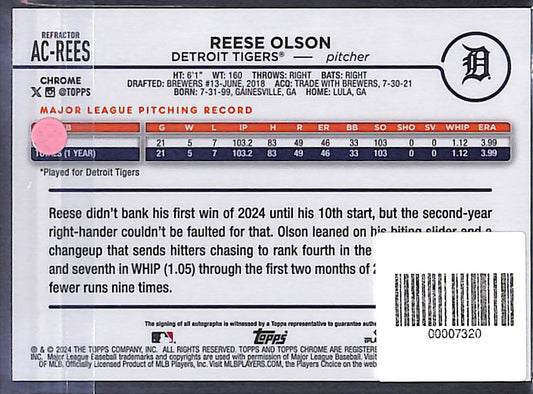 REFRACTOR
AC-REES
REESE OLSON
DETROIT TIGERS® — pitcher
CHROME
@TOPPS
HT: 6'1" WT: 160 THROWS: RIGHT BATS: RIGHT
DRAFTED: BREWERS #13-JUNE, 2018 ACQ: TRADE WITH BREWERS, 7-30-21
BORN: 7-31-99, GAINESVILLE, GA HOME: LULA, GA
MAJOR LEAGUE PITCHING RECORD
G W L IP H R ER BB SO SHO SV WHIP ERA
21 5 7 103.2 83 49 46 33 103 0 0 1.12 3.99
TOTALS (1 YEAR) 21 5 7 103.2 83 49 46 33 103 0 0 1.12 3.99
*Played for Detroit Tigers
Reese didn't bank his first win of 2024 until his 10th start, but the second-year
right-hander couldn't be faulted for that. Olson leaned on his biting slider and a
changeup that sends hitters chasing to rank fourth in the
and seventh in WHIP (1.05) through the first two months of
fewer runs nine times.
00007320
The signing of all autographs is witnessed by a Topps representative to guarantee
Topps
® & © 2024 THE TOPPS COMPANY, INC. ALL RIGHTS RESERVED. TOPPS AND TOPPS CHROME ARE REGISTERED
INC. Major League Baseball trademarks and copyrights are used with permission of Major League Baseball. Visit
OF MLB. Officially Licensed Product of MLB Players, Inc. Visit MLBPLAYERS.COM, the Players Choice on the